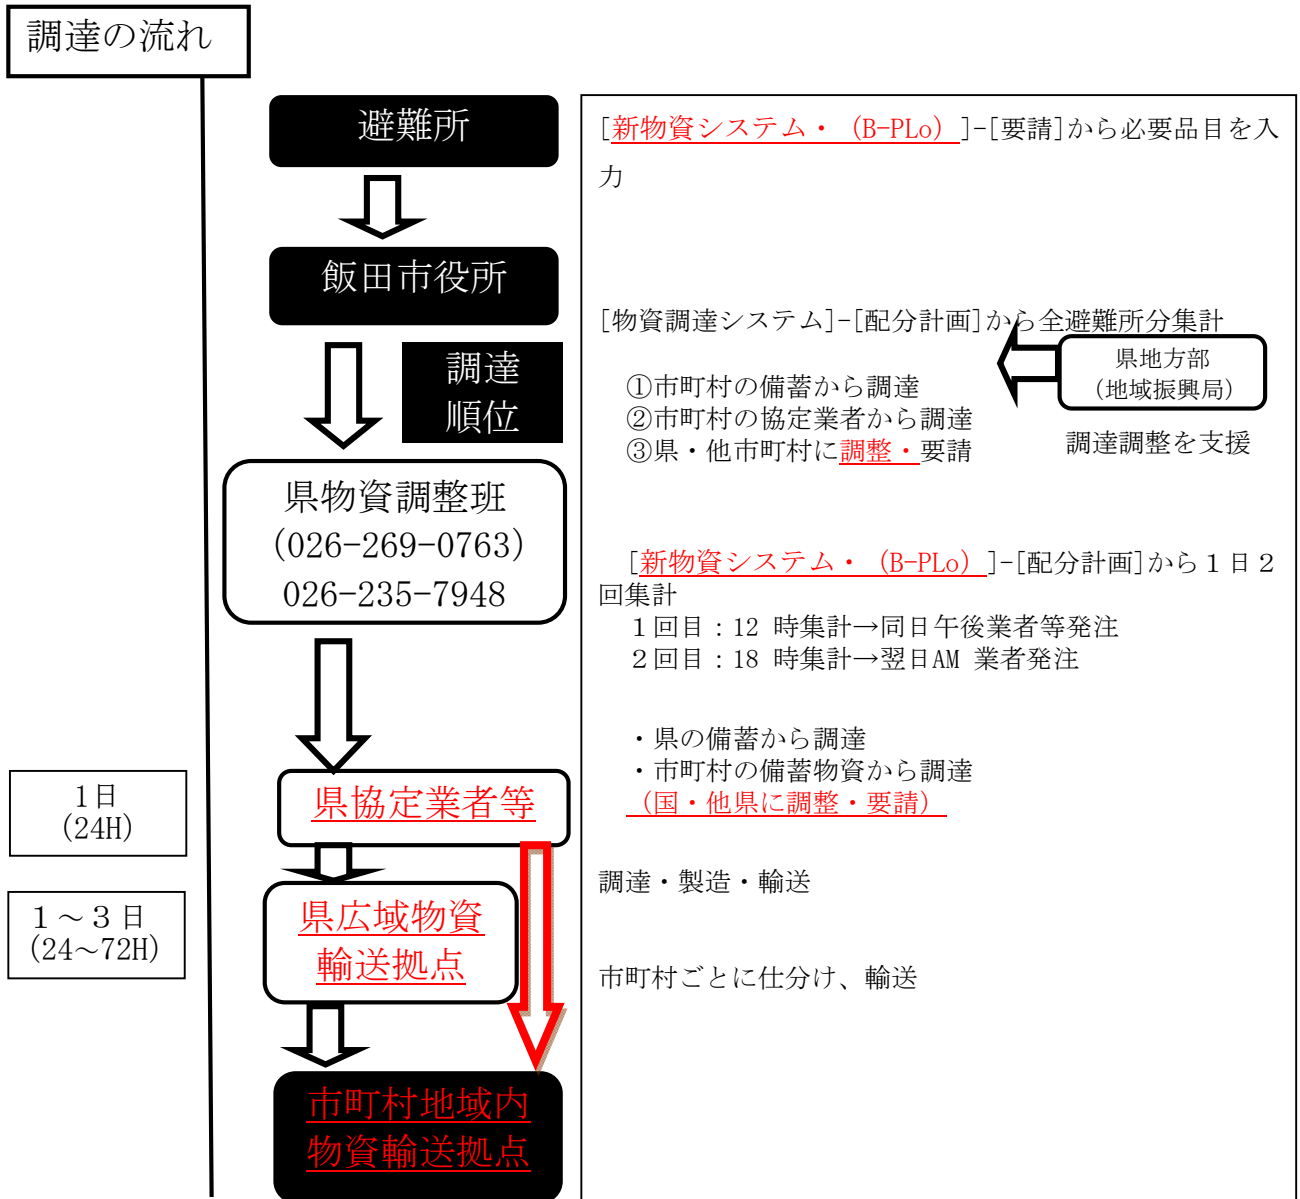 調達の流れ
避難所
[新物資システム・（B-PLo）]-[要請]から必要品目を入
力
飯田市役所
[物資調達システム]-[配分計画]から全避難所分集計
県地方部
（地域振興局）
調達調整を支援
調達
順位
①市町村の備蓄から調達
②市町村の協定業者から調達
③県・他市町村に調整・要請
県物資調整班
（026-269-0763）
026-235-7948
[新物資システム・（B-PLo）]-[配分計画]から１日２
回集計
１回目：12 時集計→同日午後業者等発注
２回目：18 時集計→翌日AM 業者発注
・県の備蓄から調達
・市町村の備蓄物資から調達
（国・他県に調整・要請）
1日
(24H)
県協定業者等
調達・製造・輸送
１～３日
(24～72H)
県広域物資
輸送拠点
市町村ごとに仕分け、輸送
市町村地域内
物資輸送拠点